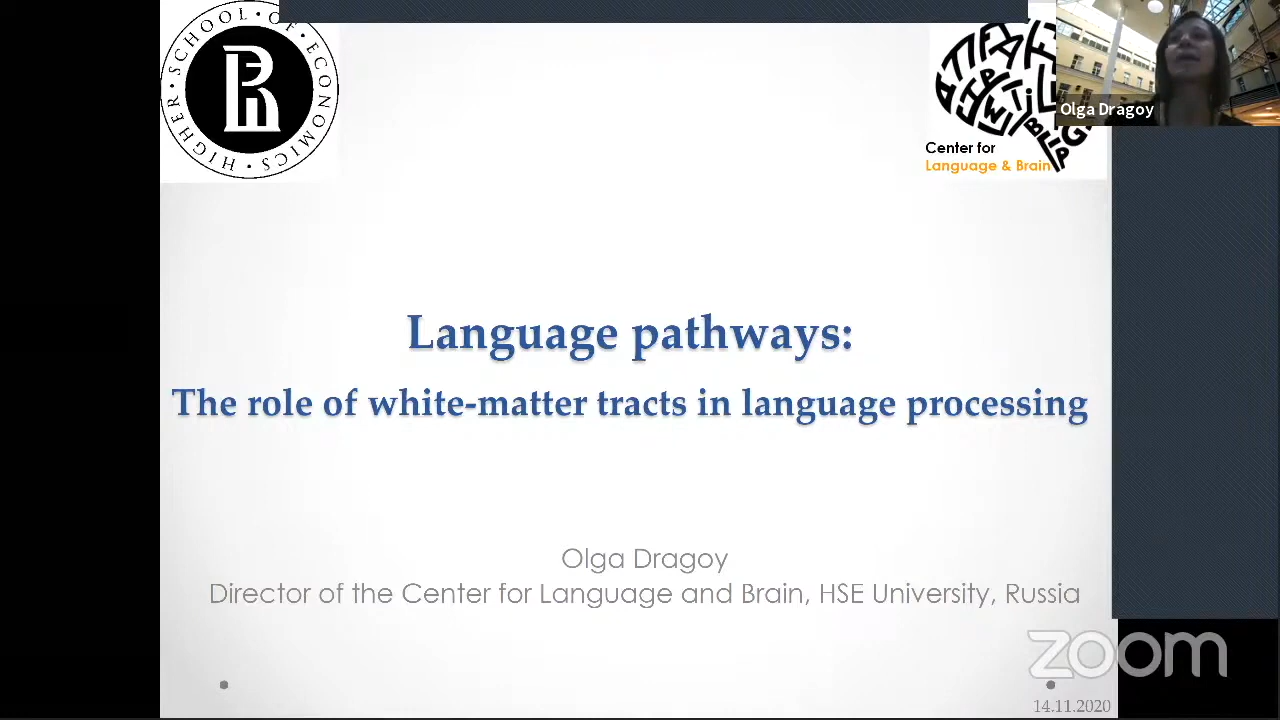 HIGHER · SCHOOL · OF · ECONOMICS ·
Olga Dragoy
Center for
Language & Brain
Language pathways:
The role of white-matter tracts in language processing
Olga Dragoy
Director of the Center for Language and Brain, HSE University, Russia
zoom
14.11.2020